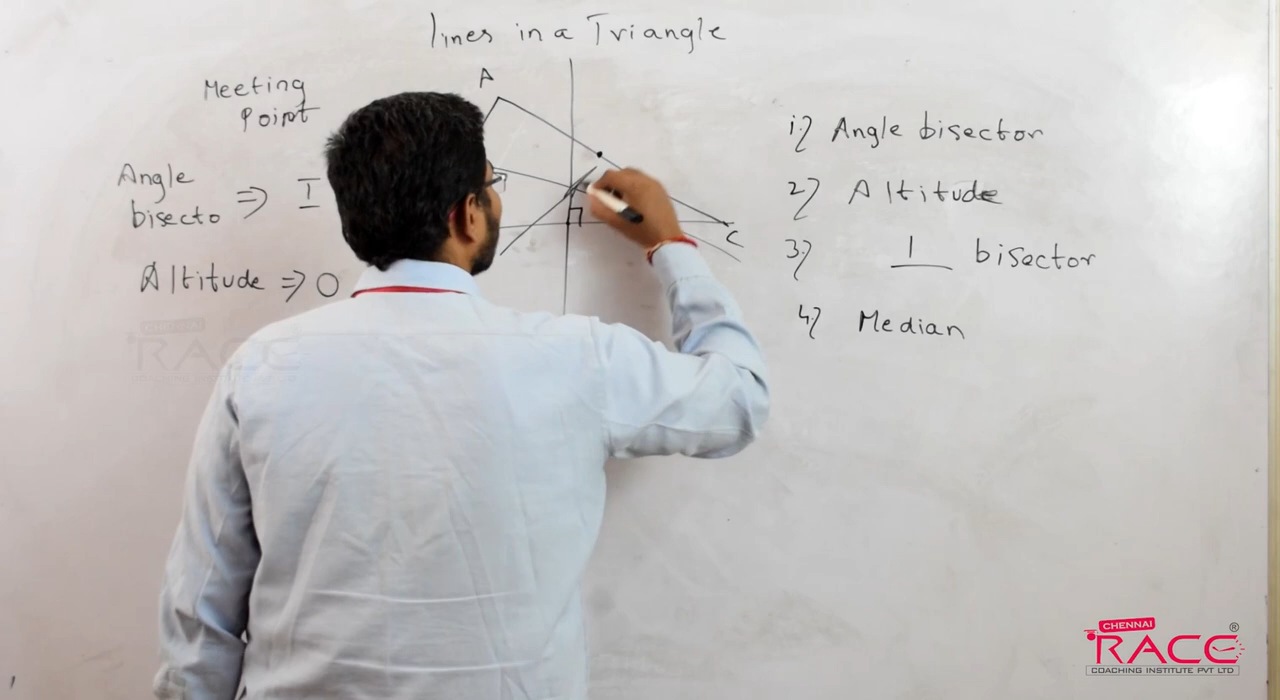 lines in a Triangle
Meeting
Point
Angle
bisecto ⇒ I
Altitude ⇒ O
A
C
1.) Angle bisector
2) Altitude
3.) ⊥ bisector
4.) Median
CHENNAI
RACE ®
COACHING INSTITUTE PVT LTD